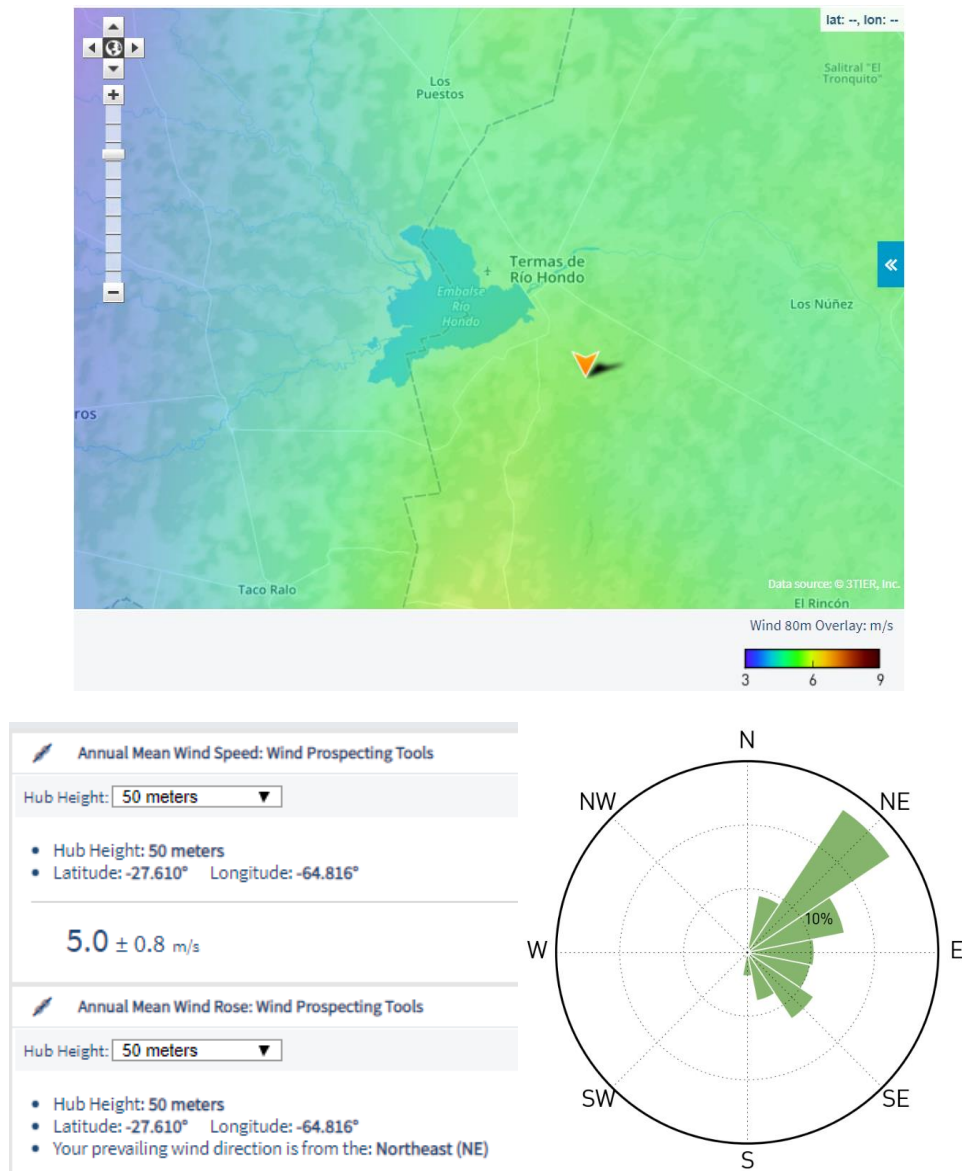 lat: --, lon: --
Salitral "El
Tronquito"
Los
Puestos
Termas de
Río Hondo
Embalse
Río
Hondo
Los Núñez
ros
Taco Ralo
Data source: © 3TIER, Inc.
El Rincón
Wind 80m Overlay: m/s
3 6 9
Annual Mean Wind Speed: Wind Prospecting Tools
Hub Height: 50 meters
Hub Height: 50 meters
Latitude: -27.610° Longitude: -64.816°
5.0 ± 0.8 m/s
Annual Mean Wind Rose: Wind Prospecting Tools
Hub Height: 50 meters
Hub Height: 50 meters
Latitude: -27.610° Longitude: -64.816°
Your prevailing wind direction is from the: Northeast (NE)
N
NW NE
10%
W E
SW SE
S